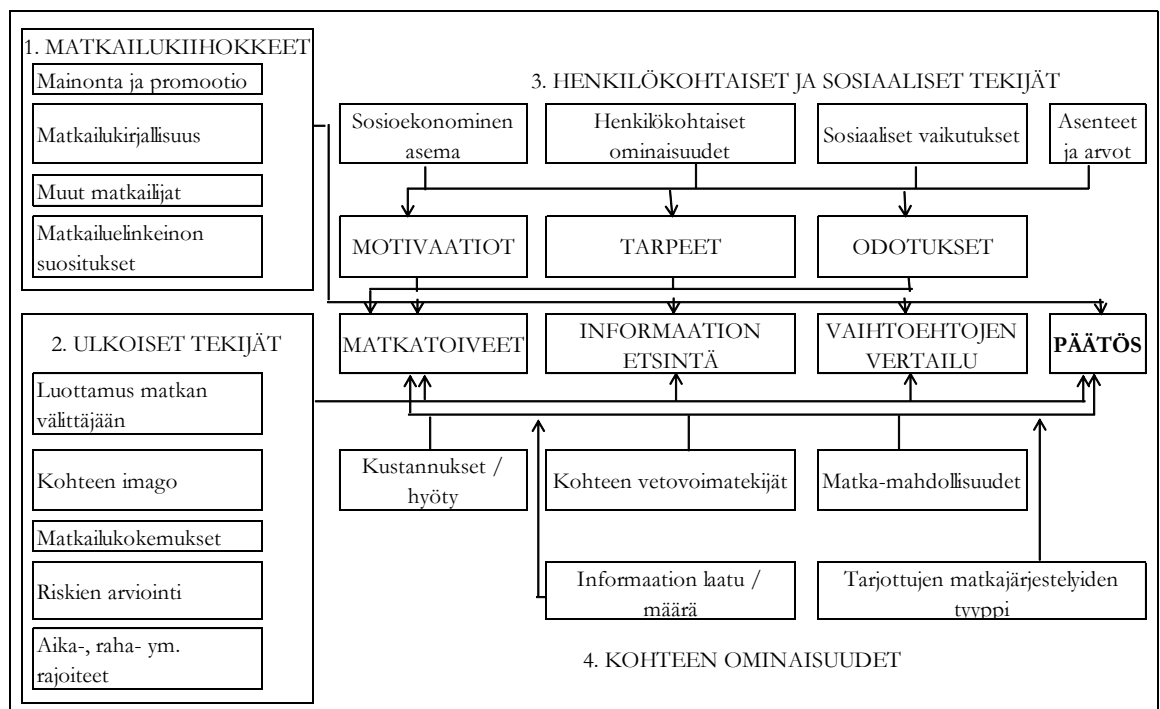 1. MATKAILUKIIHOKKEET
Mainonta ja promootio
Matkailukirjallisuus
Muut matkailijat
Matkailuelinkeinon
suositukset
3. HENKILÖKOHTAISET JA SOSIAALISET TEKIJÄT
Sosioekonominen
asema
Henkilökohtaiset
ominaisuudet
Sosiaaliset vaikutukset
Asenteet
ja arvot
MOTIVAATIOT
TARPEET
ODOTUKSET
MATKATOIVEET
INFORMAATION
ETSINTÄ
VAIHTOEHTOJEN
VERTAILU
PÄÄTÖS
2. ULKOISET TEKIJÄT
Luottamus matkan
välittäjään
Kohteen imago
Matkailukokemukset
Riskien arviointi
Aika-, raha- ym.
rajoiteet
Kustannukset /
hyöty
Kohteen vetovoimatekijät
Matka-mahdollisuudet
Informaation laatu /
määrä
Tarjottujen matkajärjestelyiden
tyyppi
4. KOHTEEN OMINAISUUDET